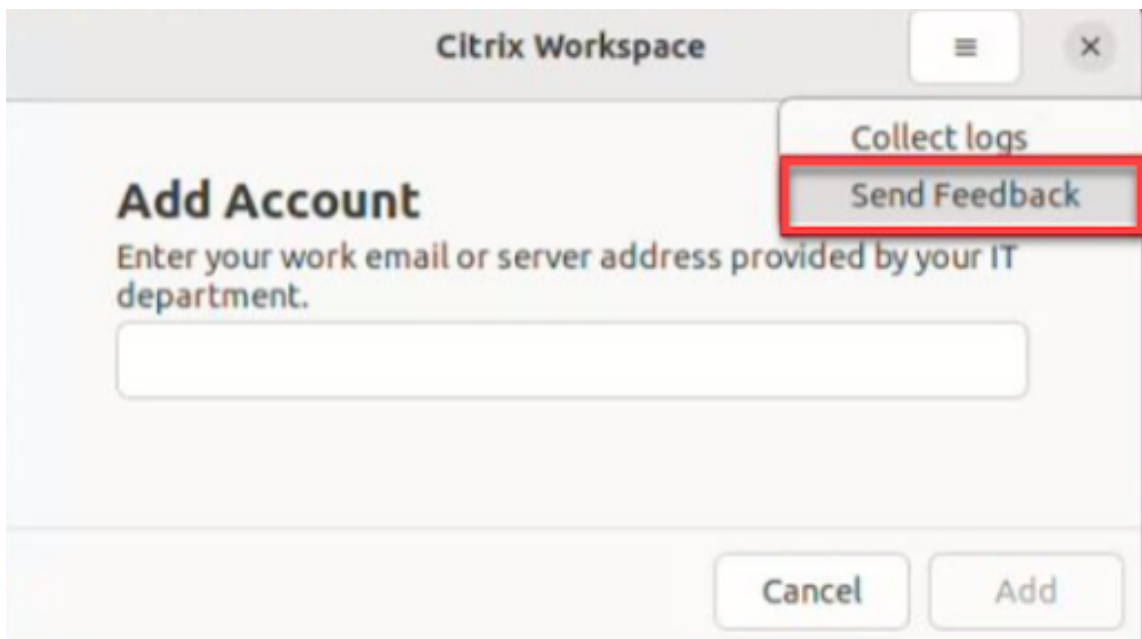 Citrix Workspace
Collect logs
Send Feedback
Add Account
Enter your work email or server address provided by your IT
department.
Cancel
Add